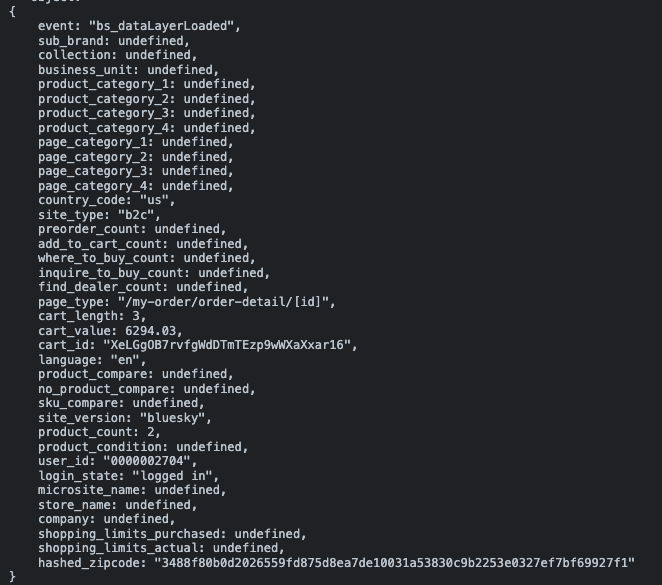 {
event: "bs_dataLayerLoaded",
sub_brand: undefined,
collection: undefined,
business_unit: undefined,
product_category_1: undefined,
product_category_2: undefined,
product_category_3: undefined,
product_category_4: undefined,
page_category_1: undefined,
page_category_2: undefined,
page_category_3: undefined,
page_category_4: undefined,
country_code: "us",
site_type: "b2c",
preorder_count: undefined,
add_to_cart_count: undefined,
where_to_buy_count: undefined,
inquire_to_buy_count: undefined,
find_dealer_count: undefined,
page_type: "/my-order/order-detail/[id]",
cart_length: 3,
cart_value: 6294.03,
cart_id: "XeLGgOB7rvfgWdDTmTEzp9wWXaXxar16",
language: "en",
product_compare: undefined,
no_product_compare: undefined,
sku_compare: undefined,
site_version: "bluesky",
product_count: 2,
product_condition: undefined,
user_id: "0000002704",
login_state: "logged in",
microsite_name: undefined,
store_name: undefined,
company: undefined,
shopping_limits_purchased: undefined,
shopping_limits_actual: undefined,
hashed_zipcode: "3488f80b0d2026559fd875d8ea7de10031a53830c9b2253e0327ef7bf69927f1"
}